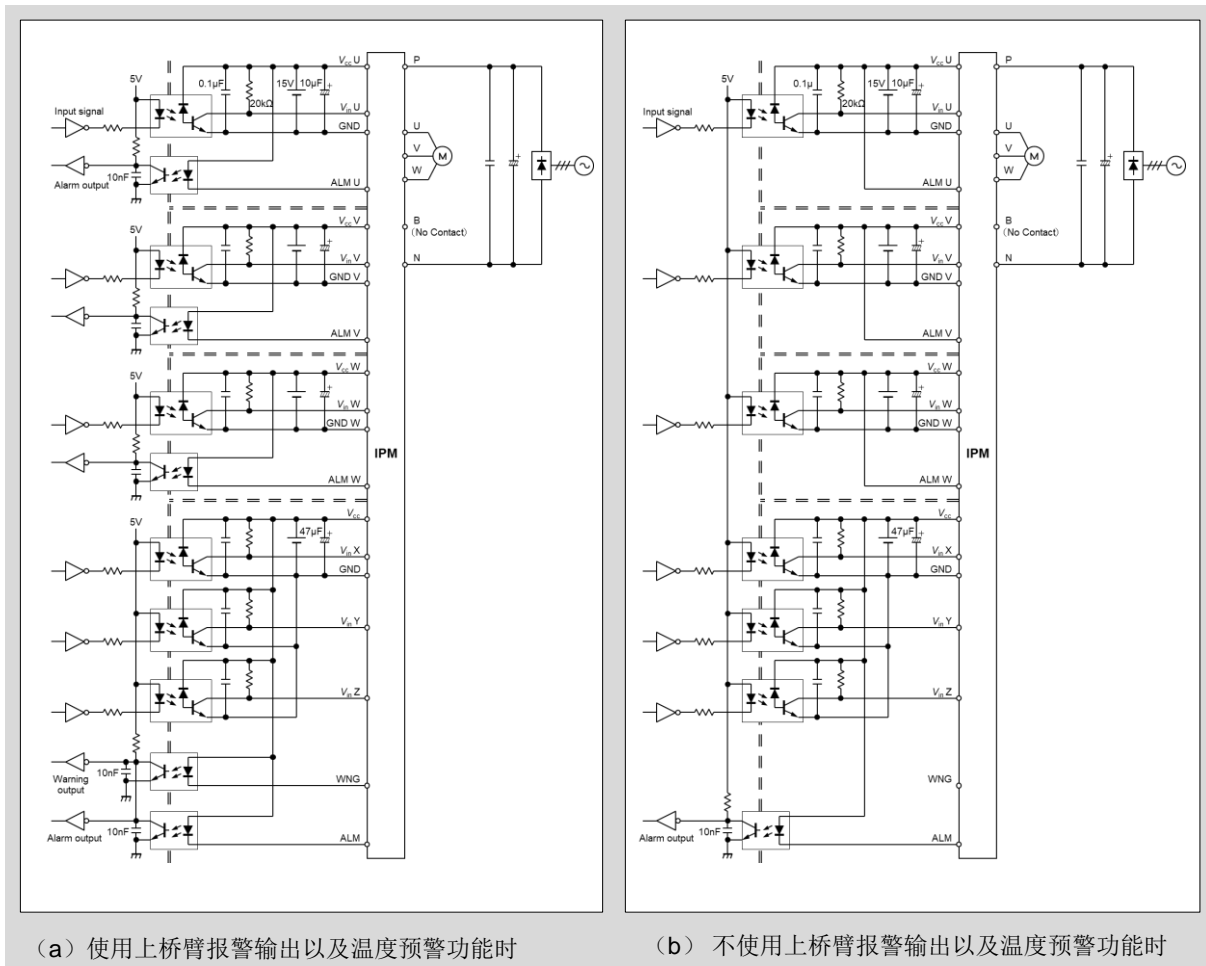 5V
0.1μF
20kΩ
15V
10μF
Vcc U
P
Input signal
Vin U
GND
U
V
M
W
10nF
Alarm output
ALM U
5V
Vcc V
B
(No Contact)
Vin V
N
GND V
ALM V
5V
Vcc W
Vin W
GND W
IPM
ALM W
5V
Vcc
47μF
Vin X
GND
Vin Y
Vin Z
Warning
output
10nF
WNG
Alarm output
10nF
ALM
(a)使用上桥臂报警输出以及温度预警功能时
5V
0.1μ
20kΩ
15V
10μF
Vcc U
P
Input signal
Vin U
GND
U
V
M
W
ALM U
Vcc V
B
(No Contact)
Vin V
N
GND V
ALM V
Vcc W
Vin W
GND W
IPM
ALM W
Vcc
47μF
Vin X
GND
Vin Y
Vin Z
WNG
Alarm output
10nF
ALM
(b) 不使用上桥臂报警输出以及温度预警功能时